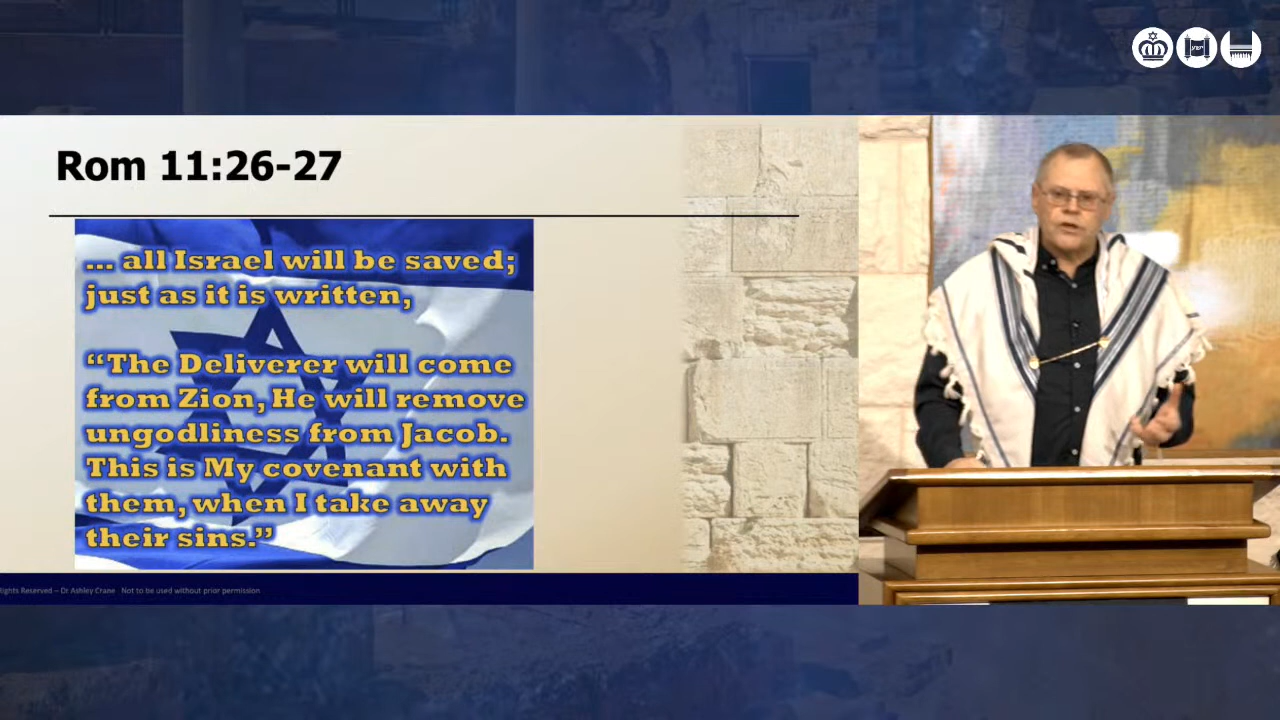 Rom 11:26-27
... all Israel will be saved;
just as it is written,
“The Deliverer will come
from Zion, He will remove
ungodliness from Jacob.
This is My covenant with
them, when I take away
their sins.”
ights Reserved – Dr Ashley Crane Not to be used without prior permission